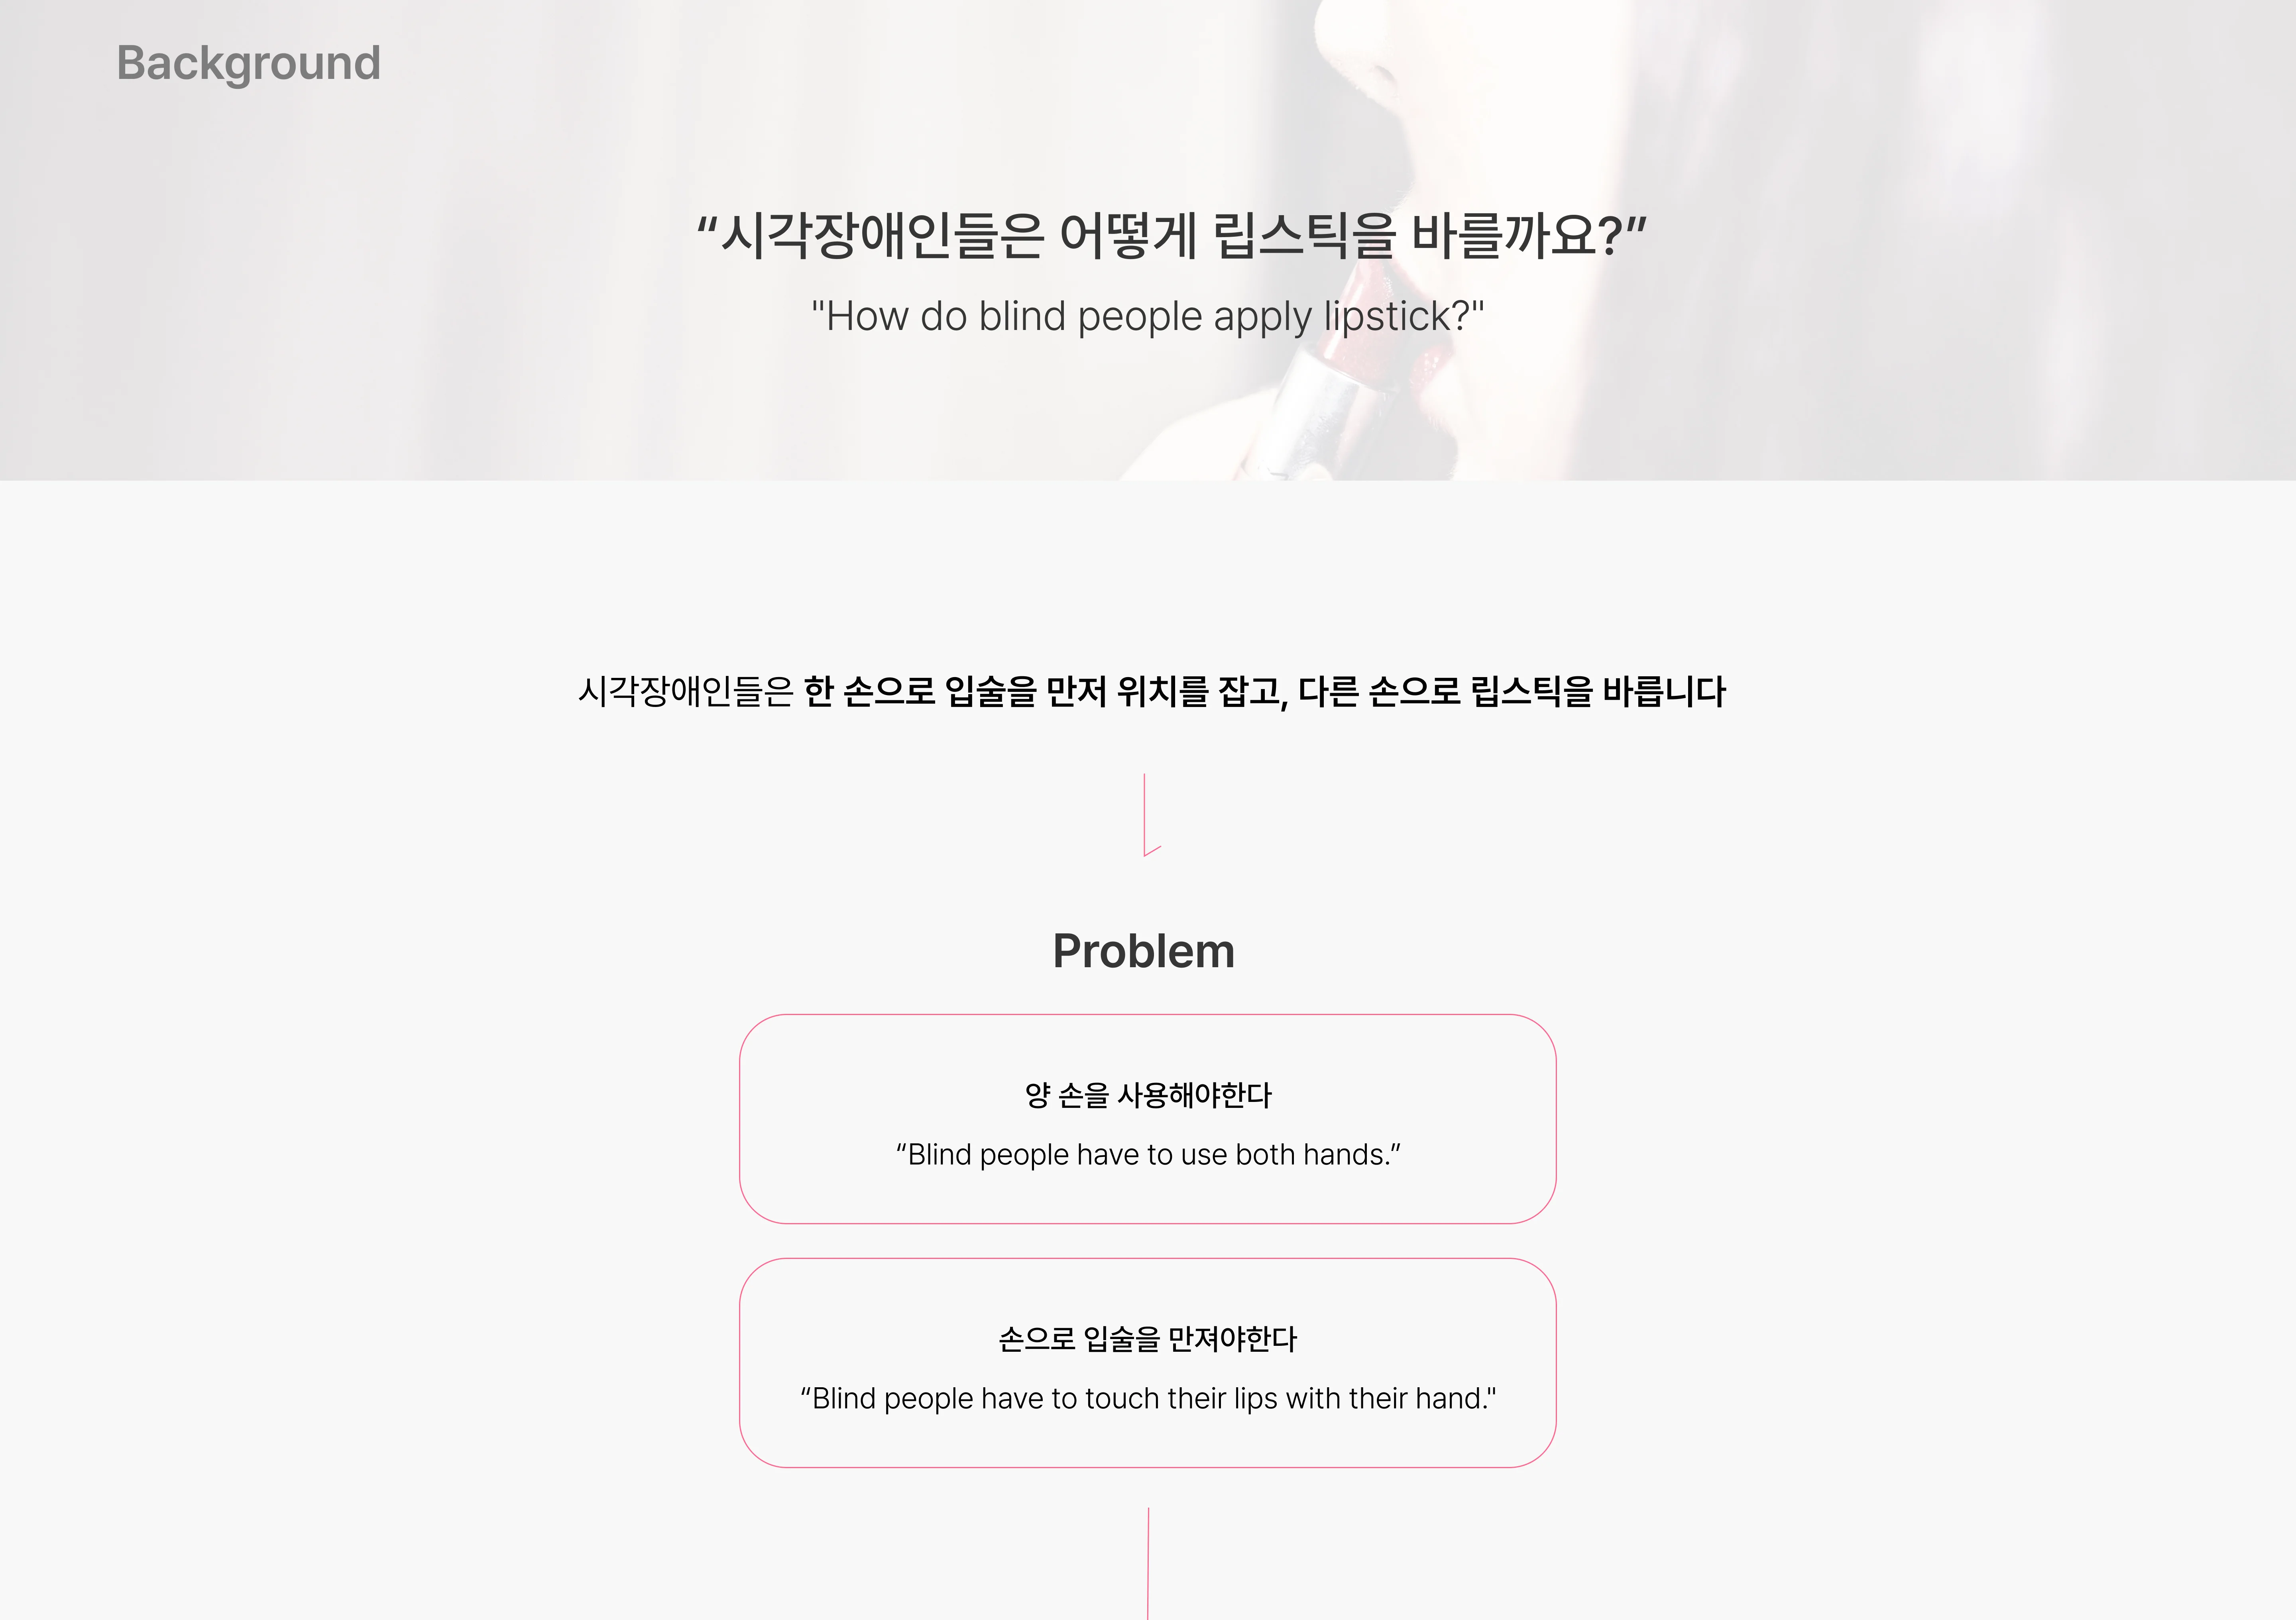 Background
“시각장애인들은 어떻게 립스틱을 바를까요?”
"How do blind people apply lipstick?"
시각장애인들은 한 손으로 입술을 만저 위치를 잡고, 다른 손으로 립스틱을 바릅니다
Problem
양 손을 사용해야한다
“Blind people have to use both hands.”
손으로 입술을 만져야한다
“Blind people have to touch their lips with their hand."